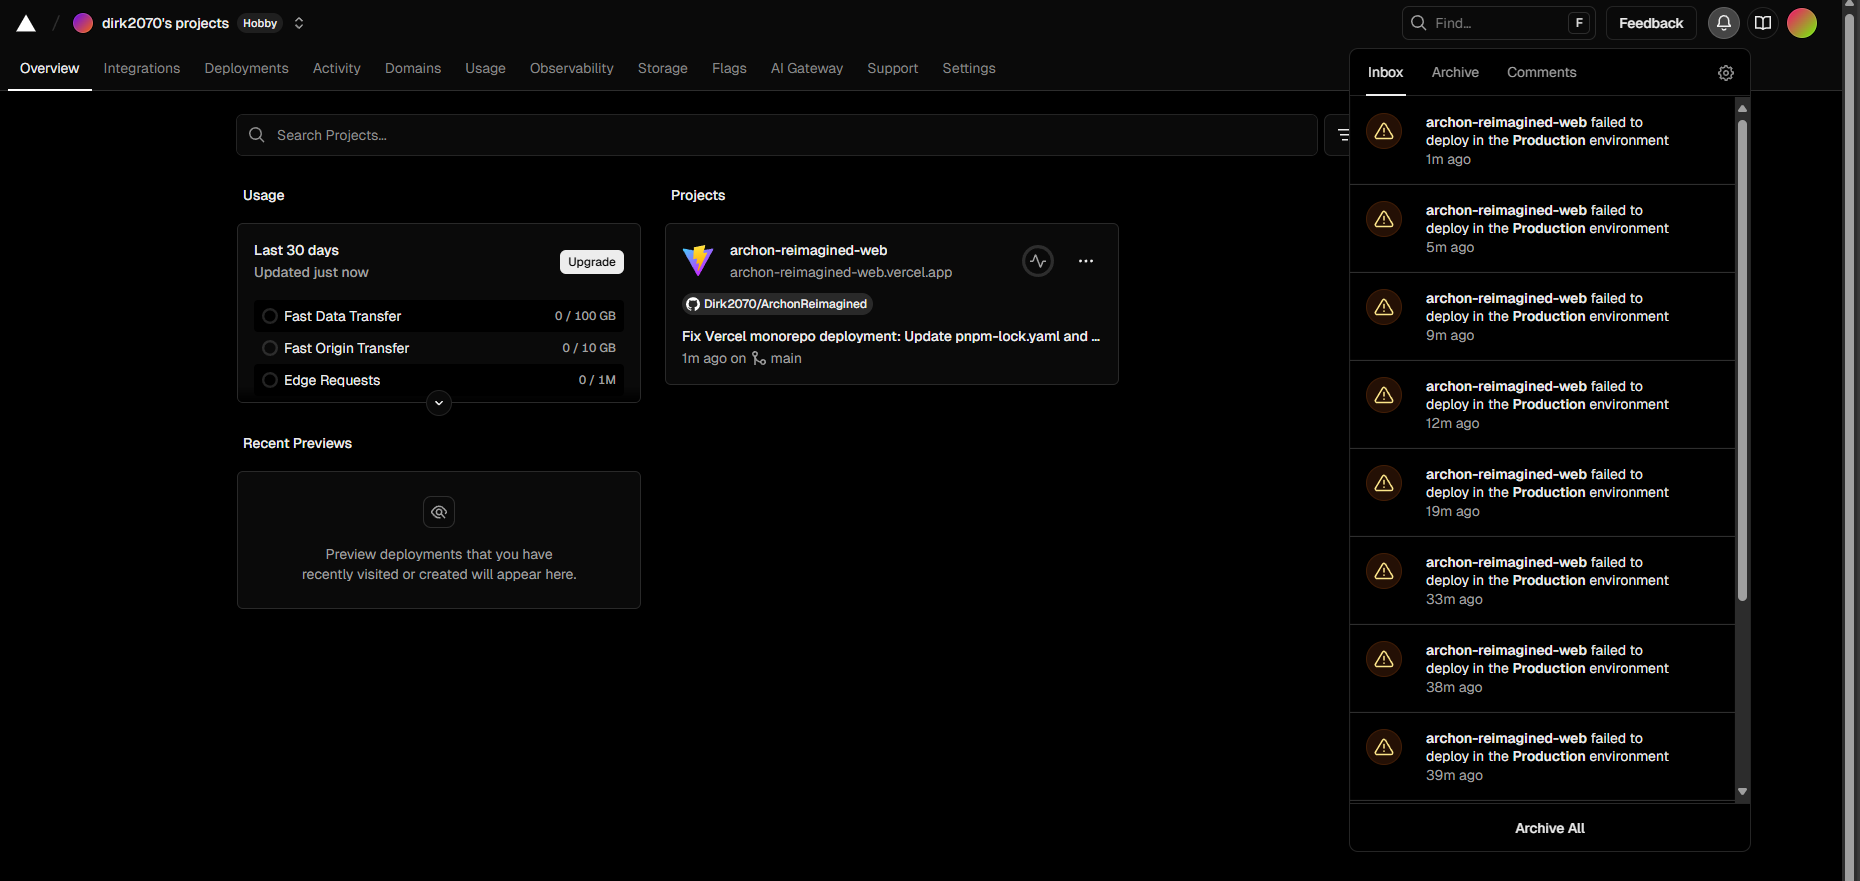 dirk2070's projects Hobby
Find... F
Feedback
Overview Integrations Deployments Activity Domains Usage Observability Storage Flags AI Gateway Support Settings
Search Projects...
Usage
Last 30 days
Updated just now
Upgrade
Fast Data Transfer 0 / 100 GB
Fast Origin Transfer 0 / 10 GB
Edge Requests 0 / 1M
Recent Previews
Preview deployments that you have
recently visited or created will appear here.
Projects
archon-reimagined-web
archon-reimagined-web.vercel.app
Dirk2070/ArchonReimagined
Fix Vercel monorepo deployment: Update pnpm-lock.yaml and ...
1m ago on main
Inbox Archive Comments
archon-reimagined-web failed to
deploy in the Production environment
1m ago
archon-reimagined-web failed to
deploy in the Production environment
5m ago
archon-reimagined-web failed to
deploy in the Production environment
9m ago
archon-reimagined-web failed to
deploy in the Production environment
12m ago
archon-reimagined-web failed to
deploy in the Production environment
19m ago
archon-reimagined-web failed to
deploy in the Production environment
33m ago
archon-reimagined-web failed to
deploy in the Production environment
38m ago
archon-reimagined-web failed to
deploy in the Production environment
39m ago
Archive All